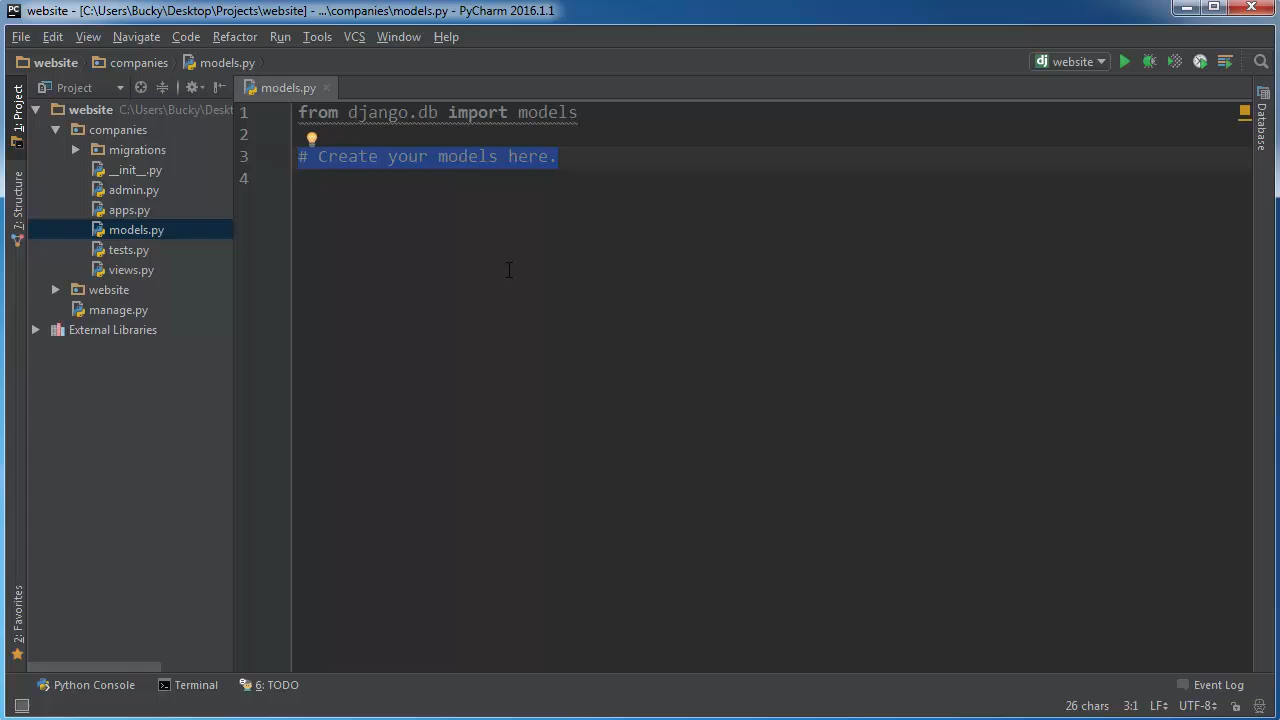 website - [C:\Users\Bucky\Desktop\Projects\website] - ...\companies\models.py - PyCharm 2016.1.1
File Edit View Navigate Code Refactor Run Tools VCS Window Help
website companies models.py
dj website
1: Project
Project
models.py
website C:\Users\Bucky\Deskt
companies
migrations
__init__.py
admin.py
apps.py
models.py
tests.py
views.py
website
manage.py
External Libraries
1 from django.db import models
2
3 # Create your models here.
4
Database
7: Structure
2: Favorites
Python Console Terminal 6: TODO Event Log
26 chars 3:1 LF UTF-8